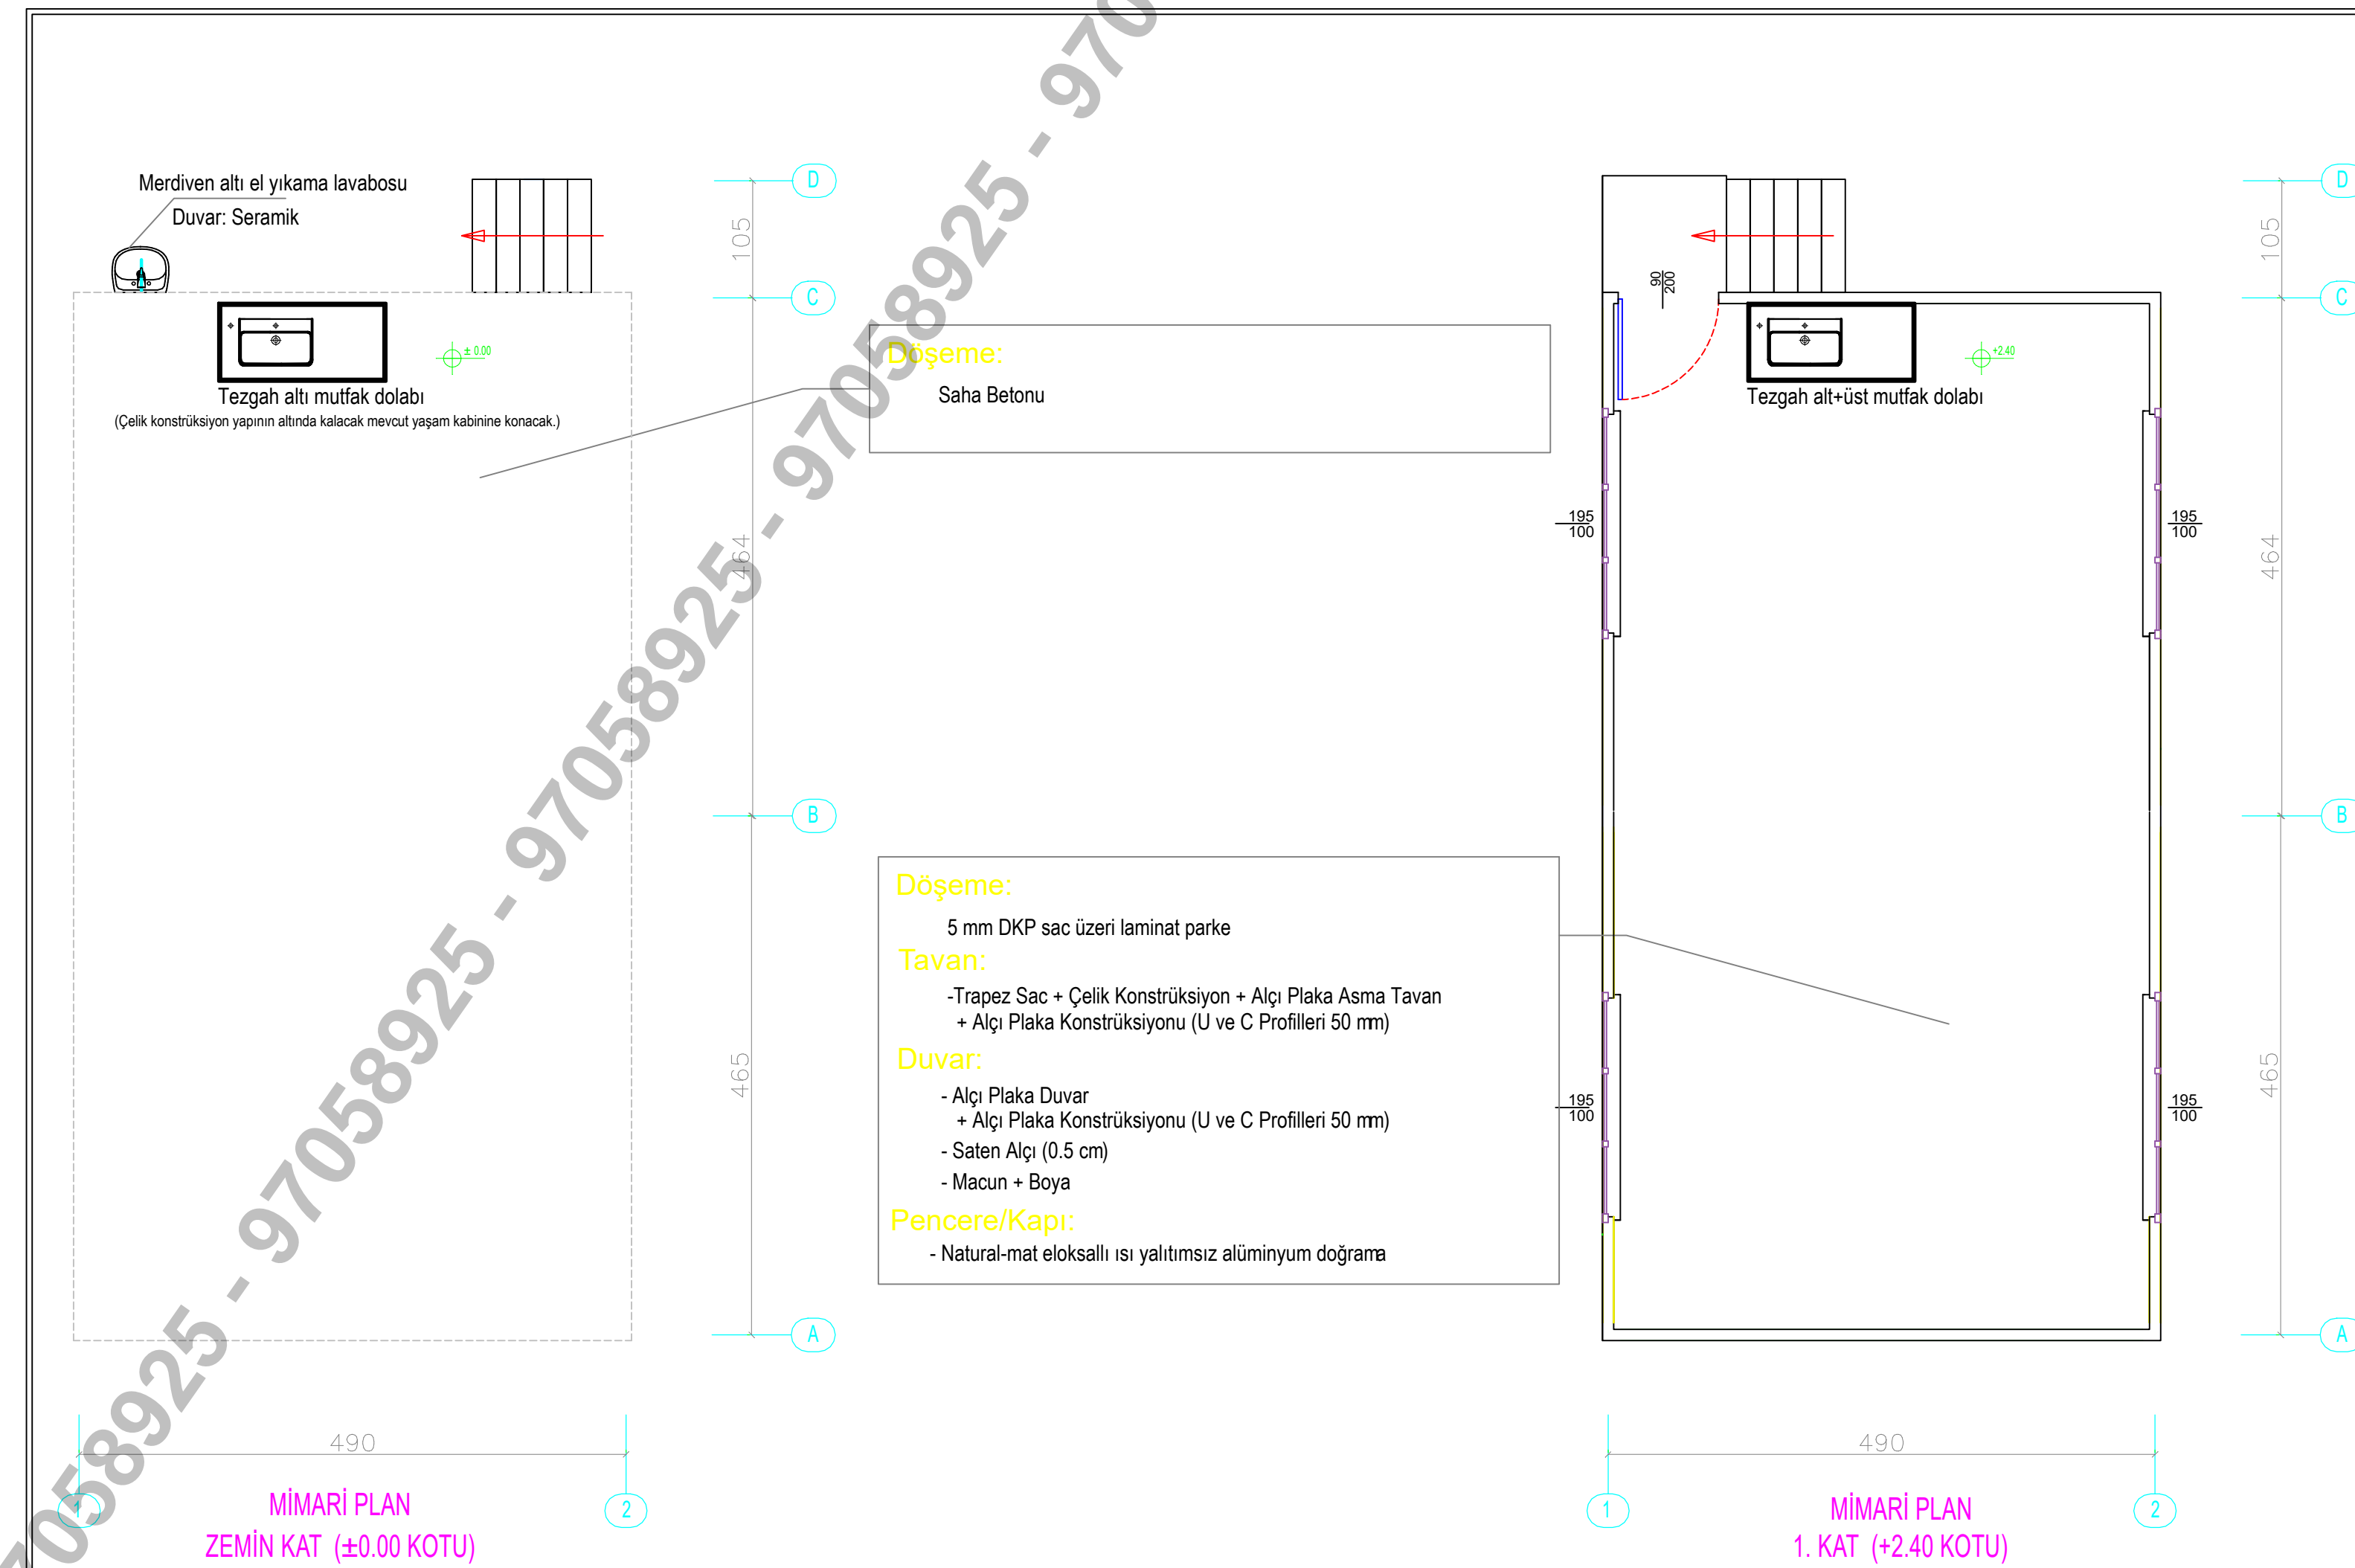 Merdiven altı el yıkama lavabosu
Duvar: Seramik
± 0.00
Tezgah altı mutfak dolabı
(Çelik konstrüksiyon yapının altında kalacak mevcut yaşam kabinine konacak.)
D
105
C
464
B
465
A
490
1
2
MİMARİ PLAN
ZEMİN KAT (±0.00 KOTU)
Döşeme:
Saha Betonu
Döşeme:
5 mm DKP sac üzeri laminat parke
Tavan:
-Trapez Sac + Çelik Konstrüksiyon + Alçı Plaka Asma Tavan
+ Alçı Plaka Konstrüksiyonu (U ve C Profilleri 50 mm)
Duvar:
- Alçı Plaka Duvar
+ Alçı Plaka Konstrüksiyonu (U ve C Profilleri 50 mm)
- Saten Alçı (0.5 cm)
- Macun + Boya
Pencere/Kapı:
- Natural-mat eloksallı ısı yalıtımsız alüminyum doğrama
90
200
+2.40
Tezgah alt+üst mutfak dolabı
195
100
195
100
195
100
195
100
D
105
C
464
B
465
A
490
1
2
MİMARİ PLAN
1. KAT (+2.40 KOTU)
97058925 - 97058925 - 97058925 - 97058925 - 970